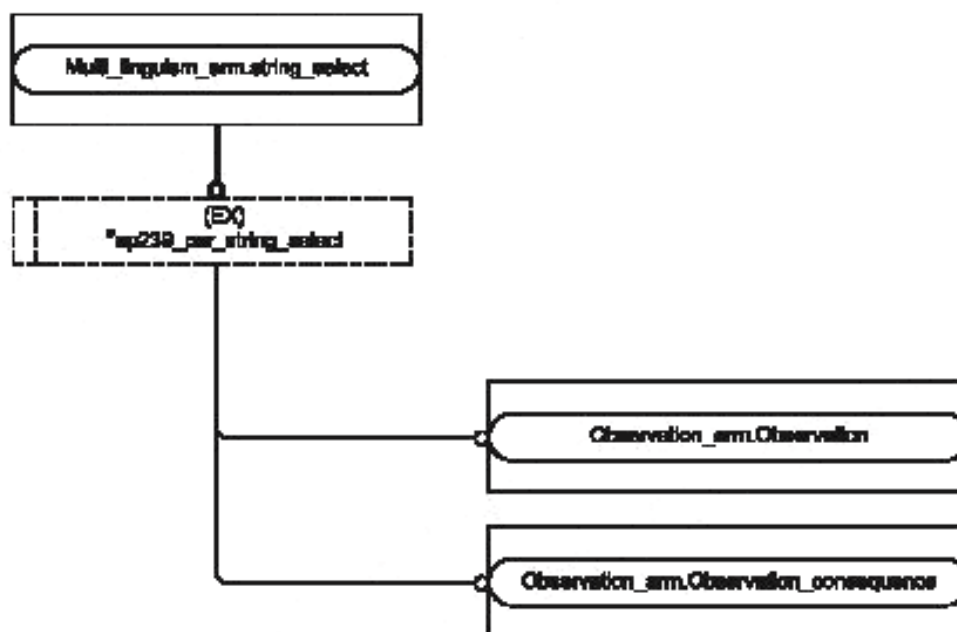 Multi_linguism_arm.string_select
(EX)
*ap239_par_string_select
Observation_arm.Observation
Observation_arm.Observation_consequence